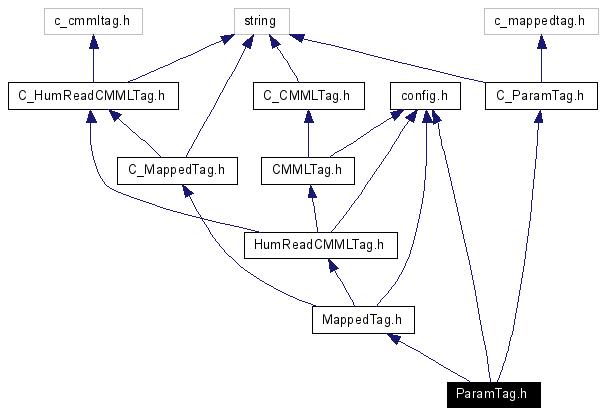 c_cmmltag.h
string
c_mappedtag.h
C_HumReadCMMLTag.h
C_CMMLTag.h
config.h
C_ParamTag.h
C_MappedTag.h
CMMLTag.h
HumReadCMMLTag.h
MappedTag.h
ParamTag.h